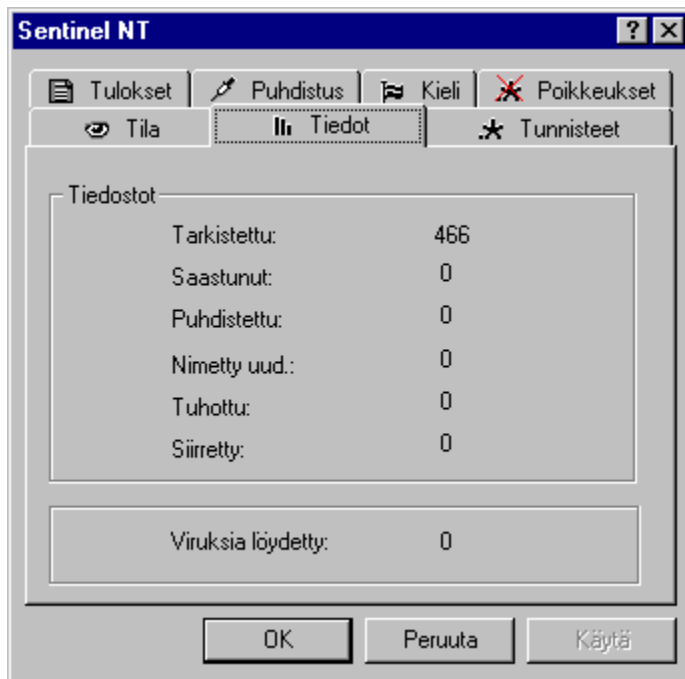 Sentinel NT
Tulokset Puhdistus Kieli Poikkeukset
Tila Tiedot Tunnisteet
Tiedostot
Tarkistettu: 466
Saastunut: 0
Puhdistettu: 0
Nimetty uud.: 0
Tuhottu: 0
Siirretty: 0
Viruksia löydetty: 0
OK Peruuta Käytä